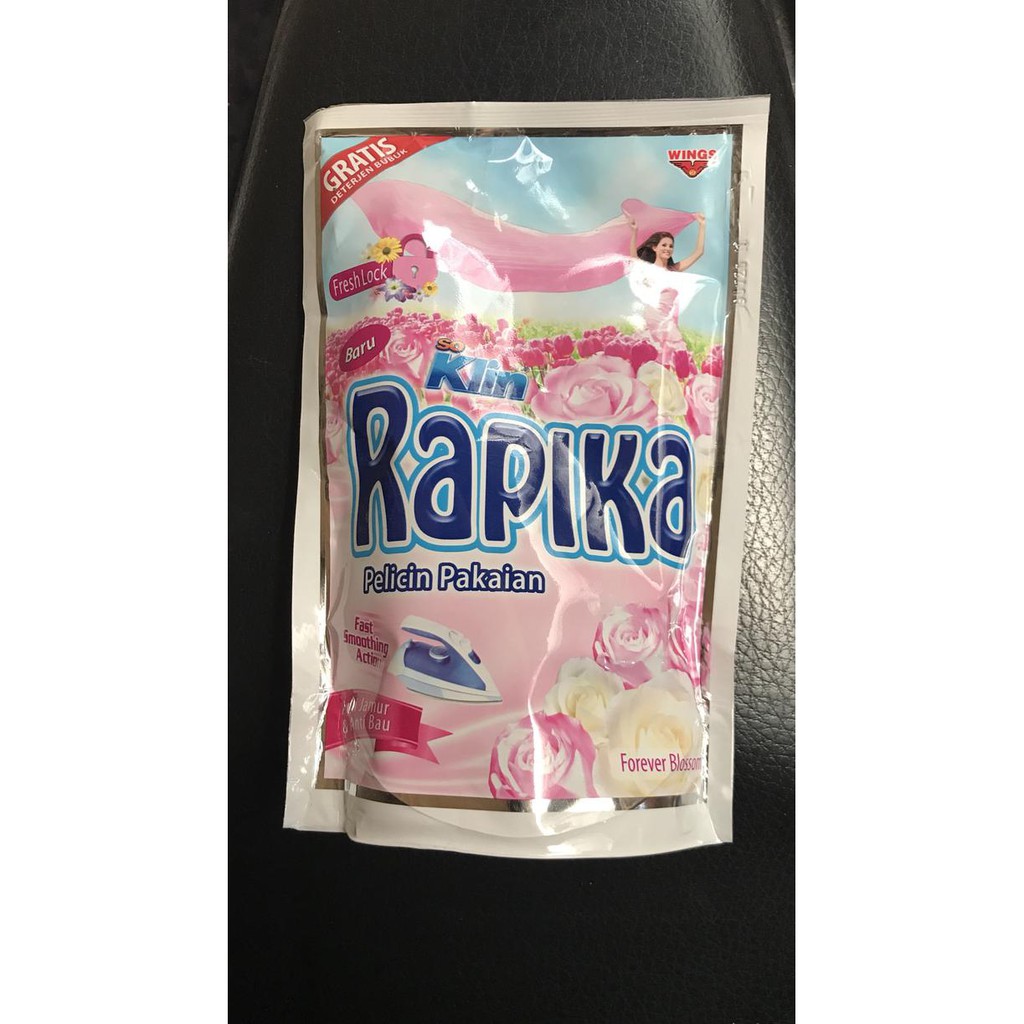 GRATIS
DETERJEN BUBUK
WINGS
Fresh Lock
Baru
So
Klin
RAPIKA
Pelicin Pakaian
Fast
Smoothing
Action
Jamur
& Anti Bau
Forever Blossom